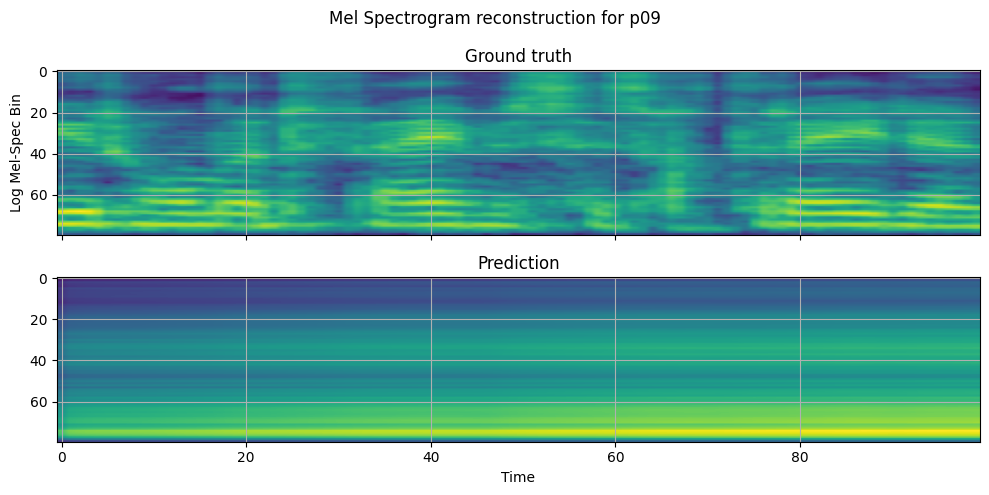 Mel Spectrogram reconstruction for p09
Ground truth
0
20
40
60
Log Mel-Spec Bin
Prediction
0
20
40
60
0 20 40 60 80
Time